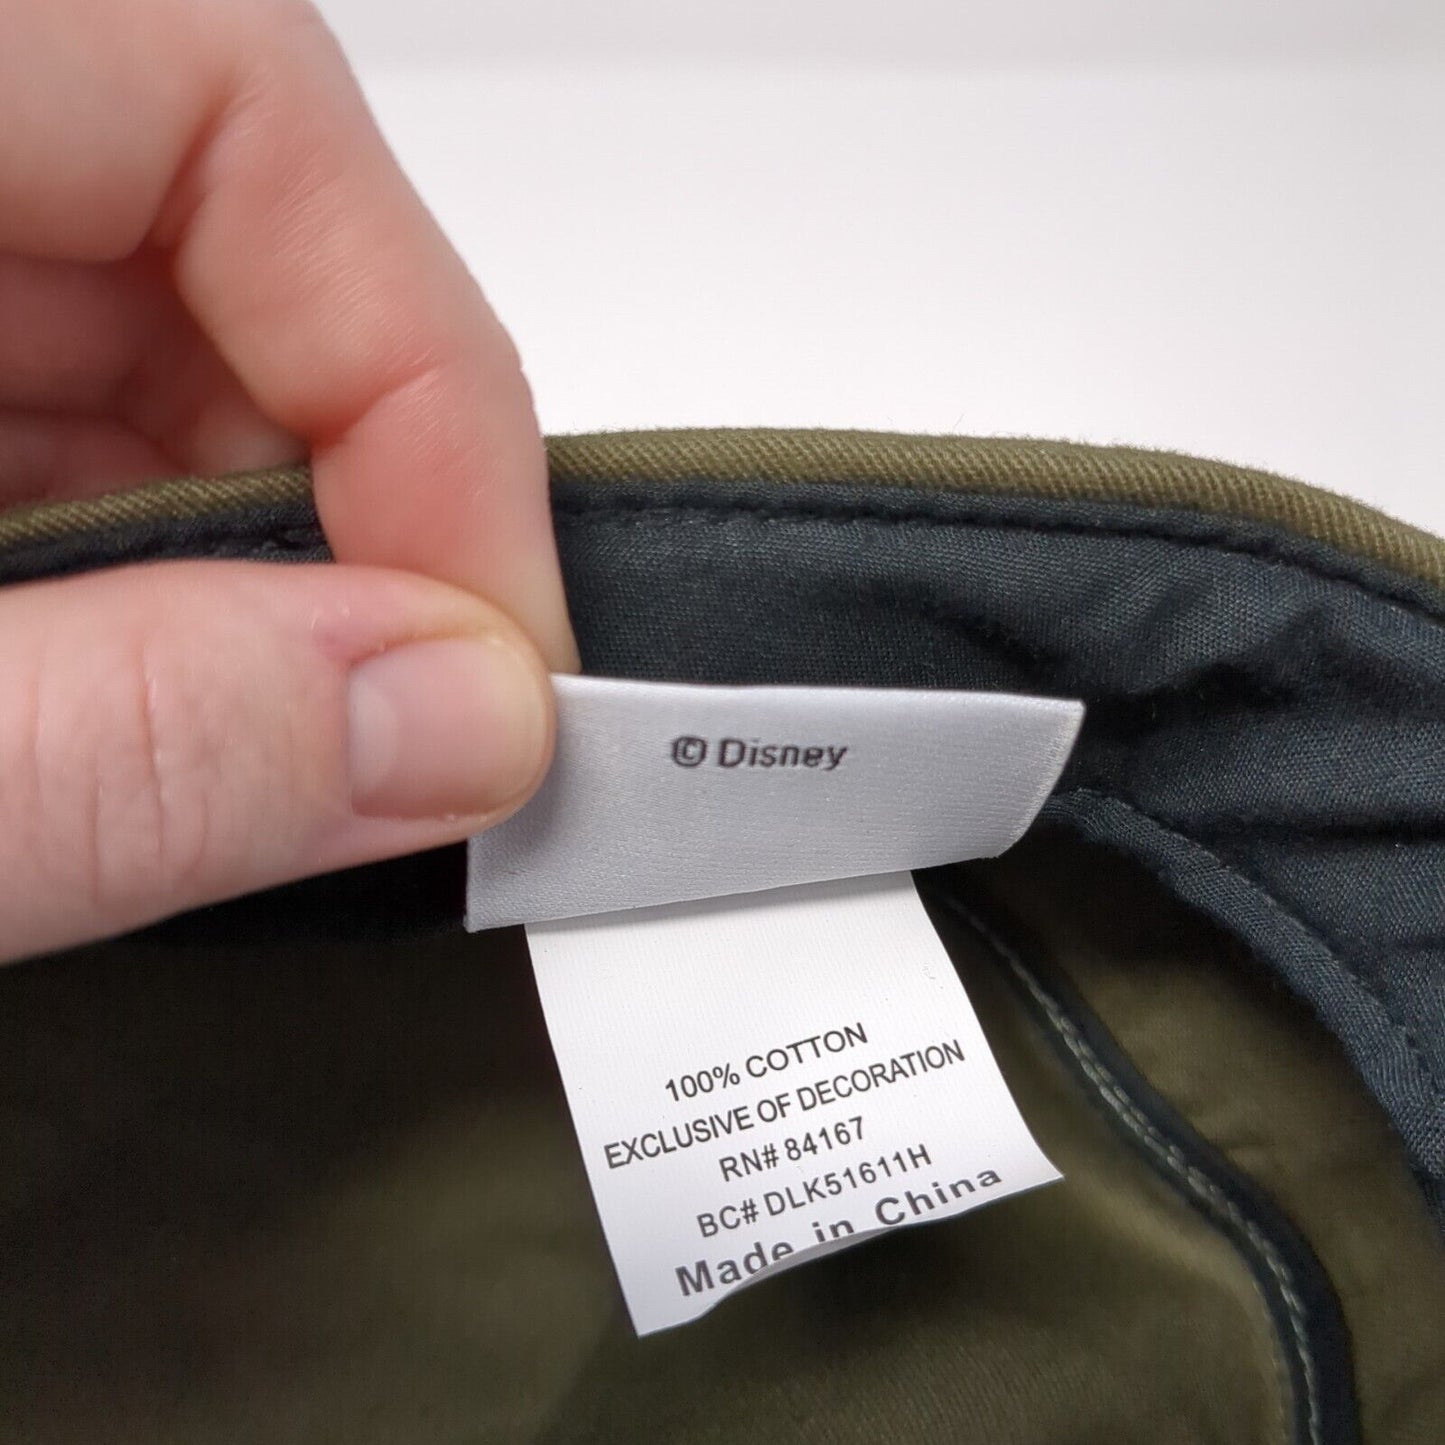 © Disney
100% COTTON
EXCLUSIVE OF DECORATION
RN# 84167
BC# DLK51611H
Made in China